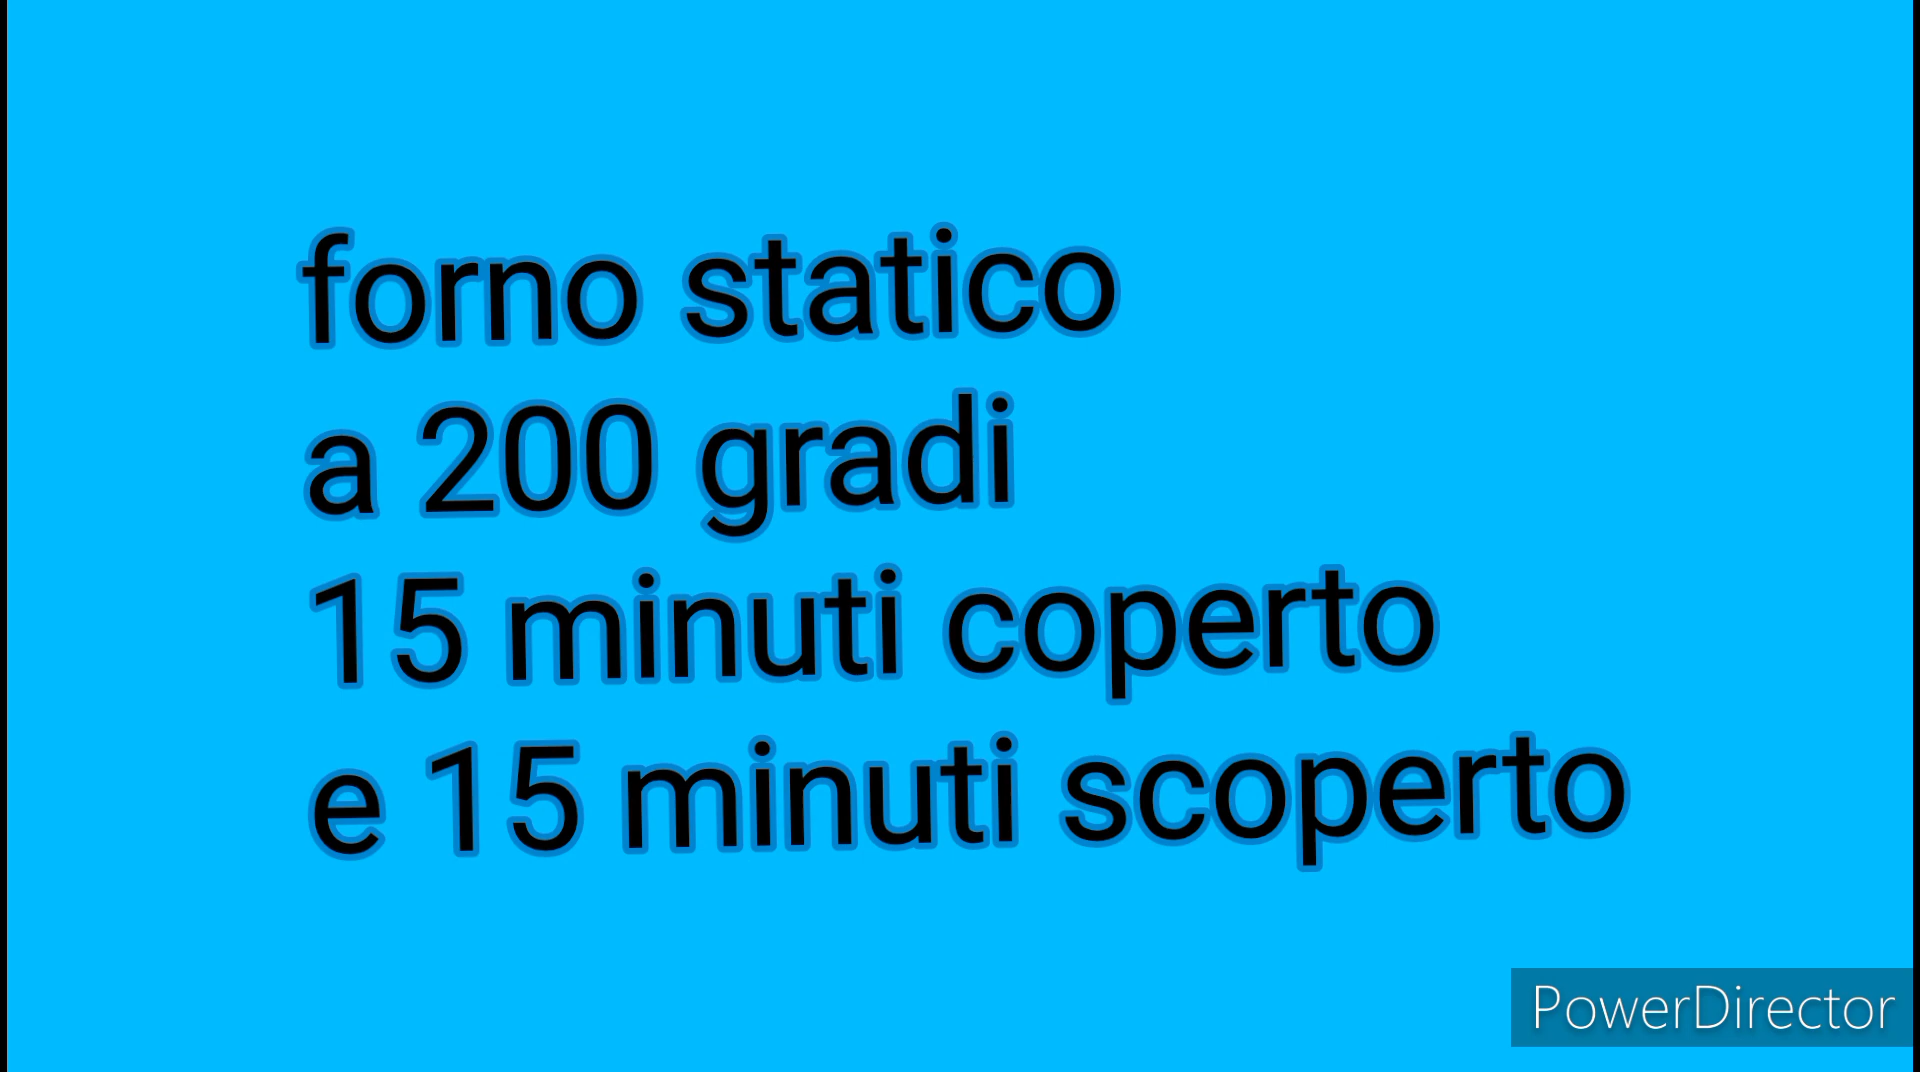 forno statico
a 200 gradi
15 minuti coperto
e 15 minuti scoperto
PowerDirector